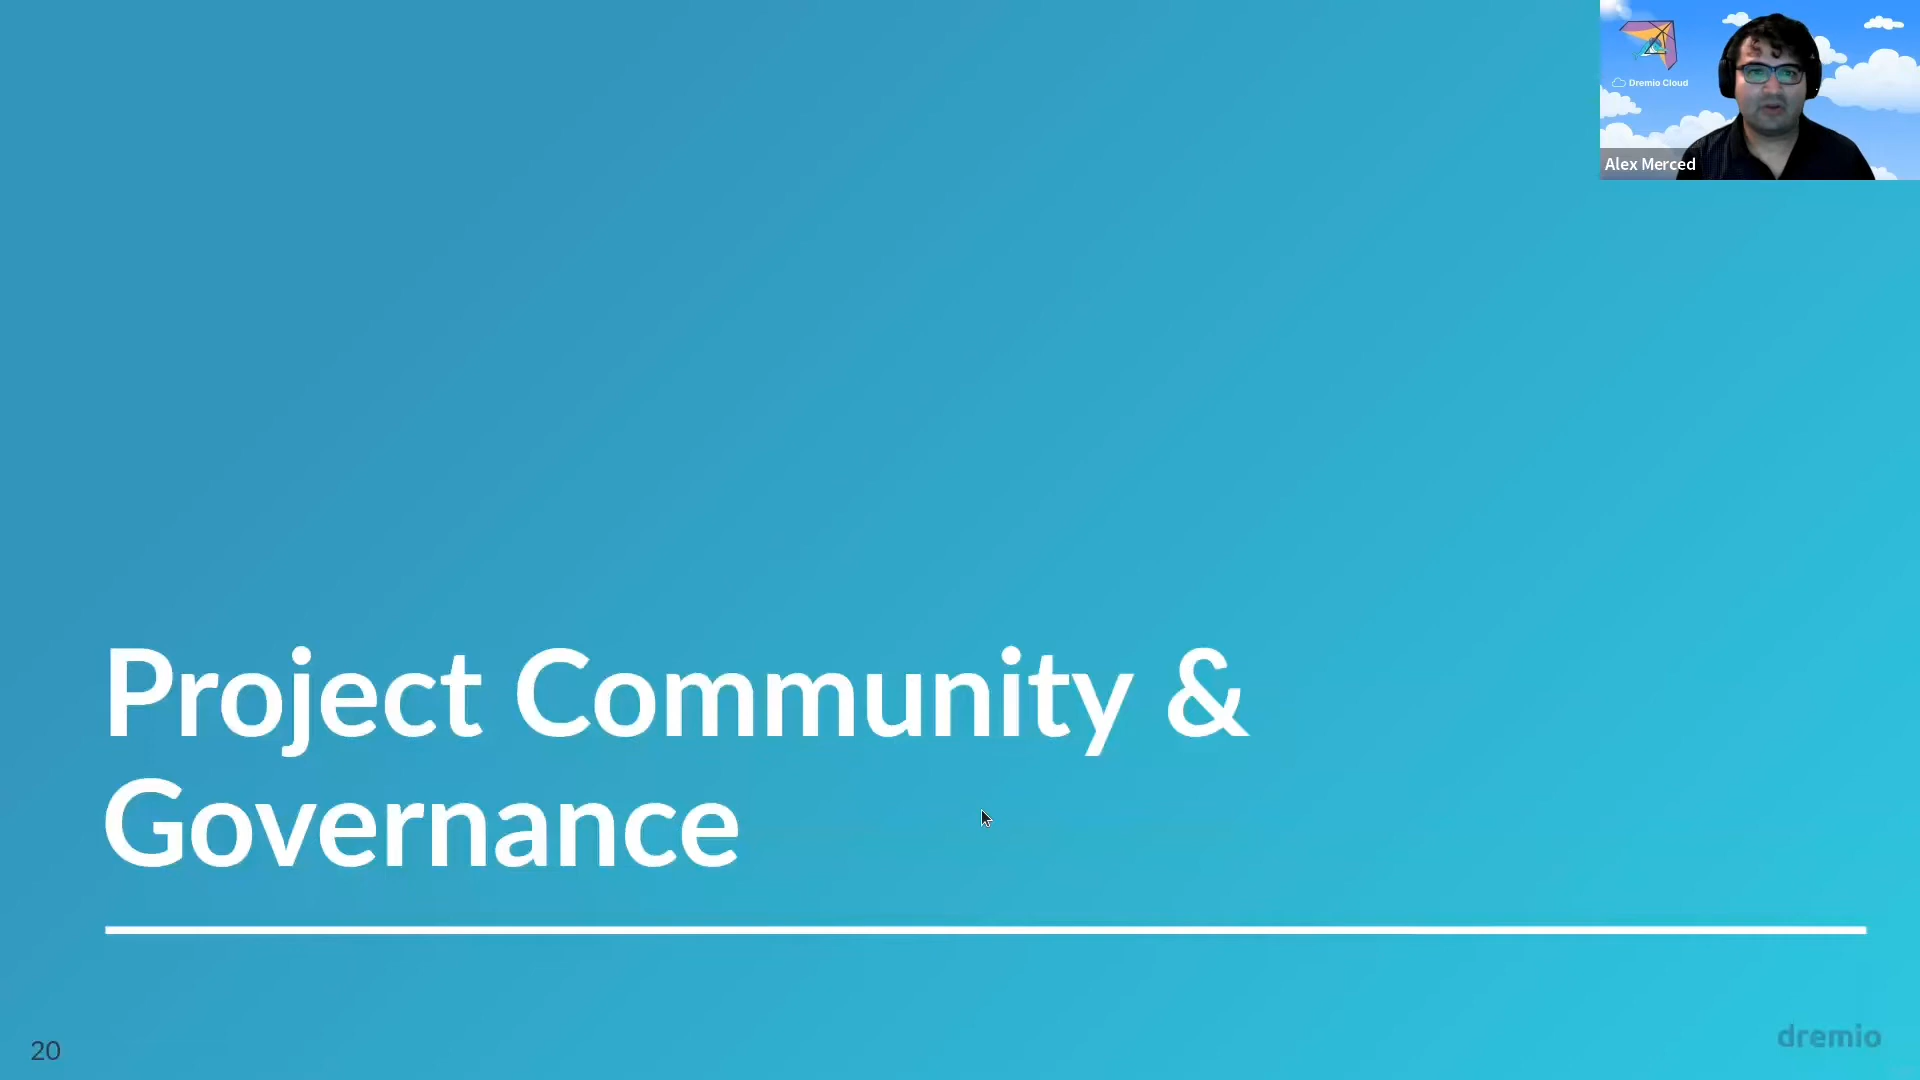 Dremio Cloud
Alex Merced
Project Community &
Governance
20
dremio